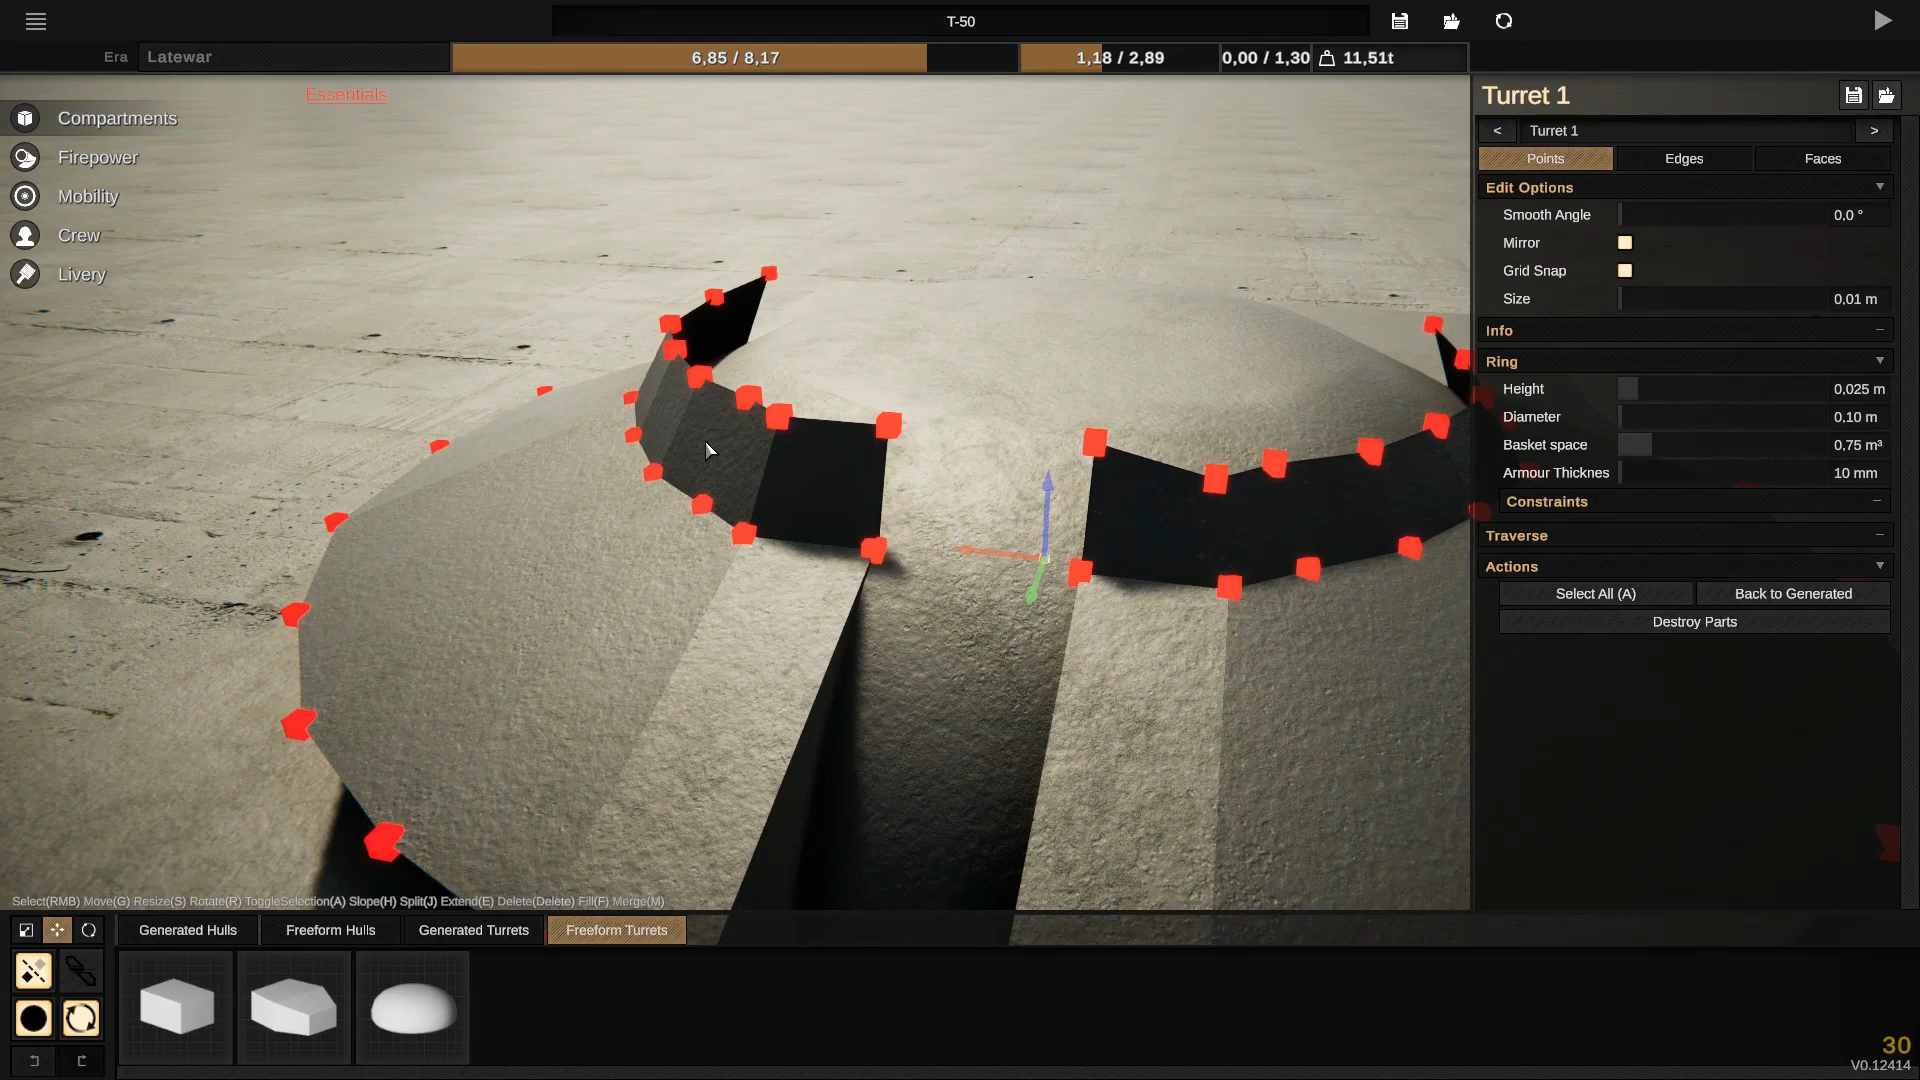 T-50
Era
Latewar
6,85 / 8,17
1,18 / 2,89
0,00 / 1,30
11,51t
Essentials
Compartments
Firepower
Mobility
Crew
Livery
Turret 1
<
Turret 1
>
Points
Edges
Faces
Edit Options
Smooth Angle
0,0 °
Mirror
Grid Snap
Size
0,01 m
Info
Ring
Height
0,025 m
Diameter
0,10 m
Basket space
0,75 m³
Armour Thicknes
10 mm
Constraints
Traverse
Actions
Select All (A)
Back to Generated
Destroy Parts
Select(RMB) Move(G) Resize(S) Rotate(R) ToggleSelection(A) Slope(H) Split(J) Extend(E) Delete(Delete) Fill(F) Merge(M)
Generated Hulls
Freeform Hulls
Generated Turrets
Freeform Turrets
30
V0.12414